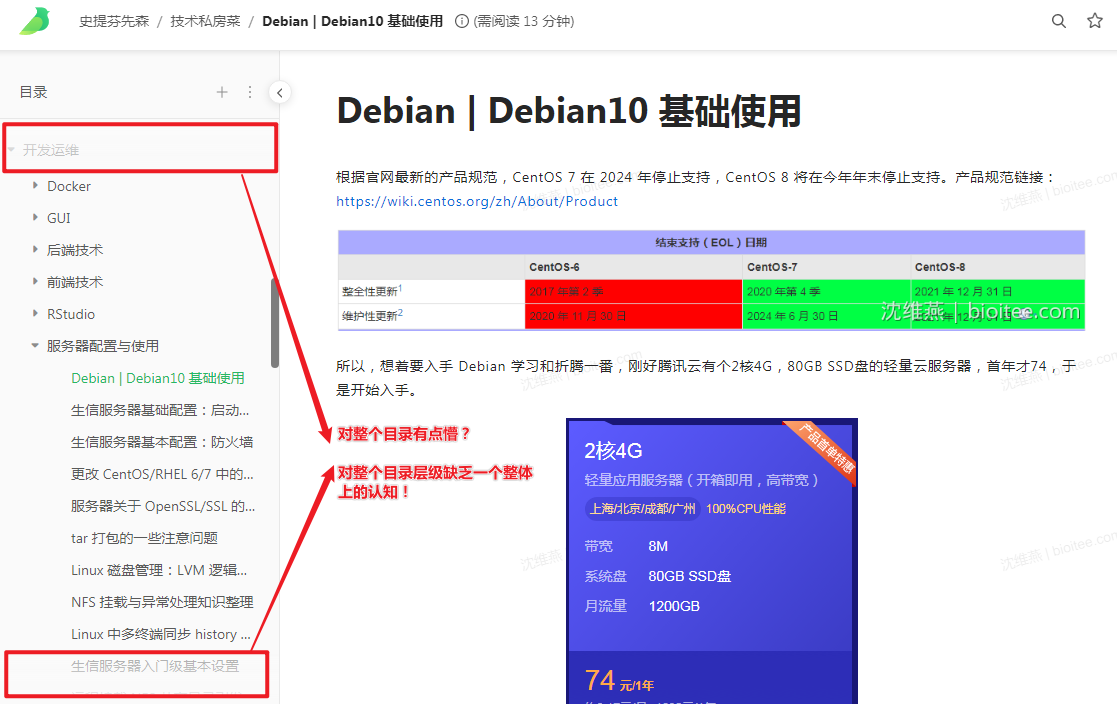 史提芬先森 / 技术私房菜 / Debian | Debian10 基础使用 (需阅读 13 分钟)
目录
开发运维
Docker
GUI
后端技术
前端技术
RStudio
服务器配置与使用
Debian | Debian10 基础使用
生信服务器基础配置：启动...
生信服务器基本配置：防火墙
更改 CentOS/RHEL 6/7 中的...
服务器关于 OpenSSL/SSL 的...
tar 打包的一些注意问题
Linux 磁盘管理：LVM 逻辑...
NFS 挂载与异常处理知识整理
Linux 中多终端同步 history ...
生信服务器入门级基本设置
Debian | Debian10 基础使用
根据官网最新的产品规范，CentOS 7 在 2024 年停止支持，CentOS 8 将在今年年末停止支持。产品规范链接：
https://wiki.centos.org/zh/About/Product
结束支持（EOL）日期
CentOS-6 CentOS-7 CentOS-8
整全性更新1 2017 年第 2 季 2020 年第 4 季 2021 年 12 月 31 日
维护性更新2 2020 年 11 月 30 日 2024 年 6 月 30 日 2021 年 12 月 31 日
沈维燕 | bioitee.com
所以，想着要入手 Debian 学习和折腾一番，刚好腾讯云有个2核4G，80GB SSD盘的轻量云服务器，首年才74，于
是开始入手。
对整个目录有点懵？
对整个目录层级缺乏一个整体
上的认知！
产品首单特惠
2核4G
轻量应用服务器（开箱即用，高带宽）
上海/北京/成都/广州 100%CPU性能
带宽 8M
系统盘 80GB SSD盘
月流量 1200GB
74 元/1年
沈维燕 | bioitee.com
沈维燕 | bioitee.com
沈维燕 | bioitee.com